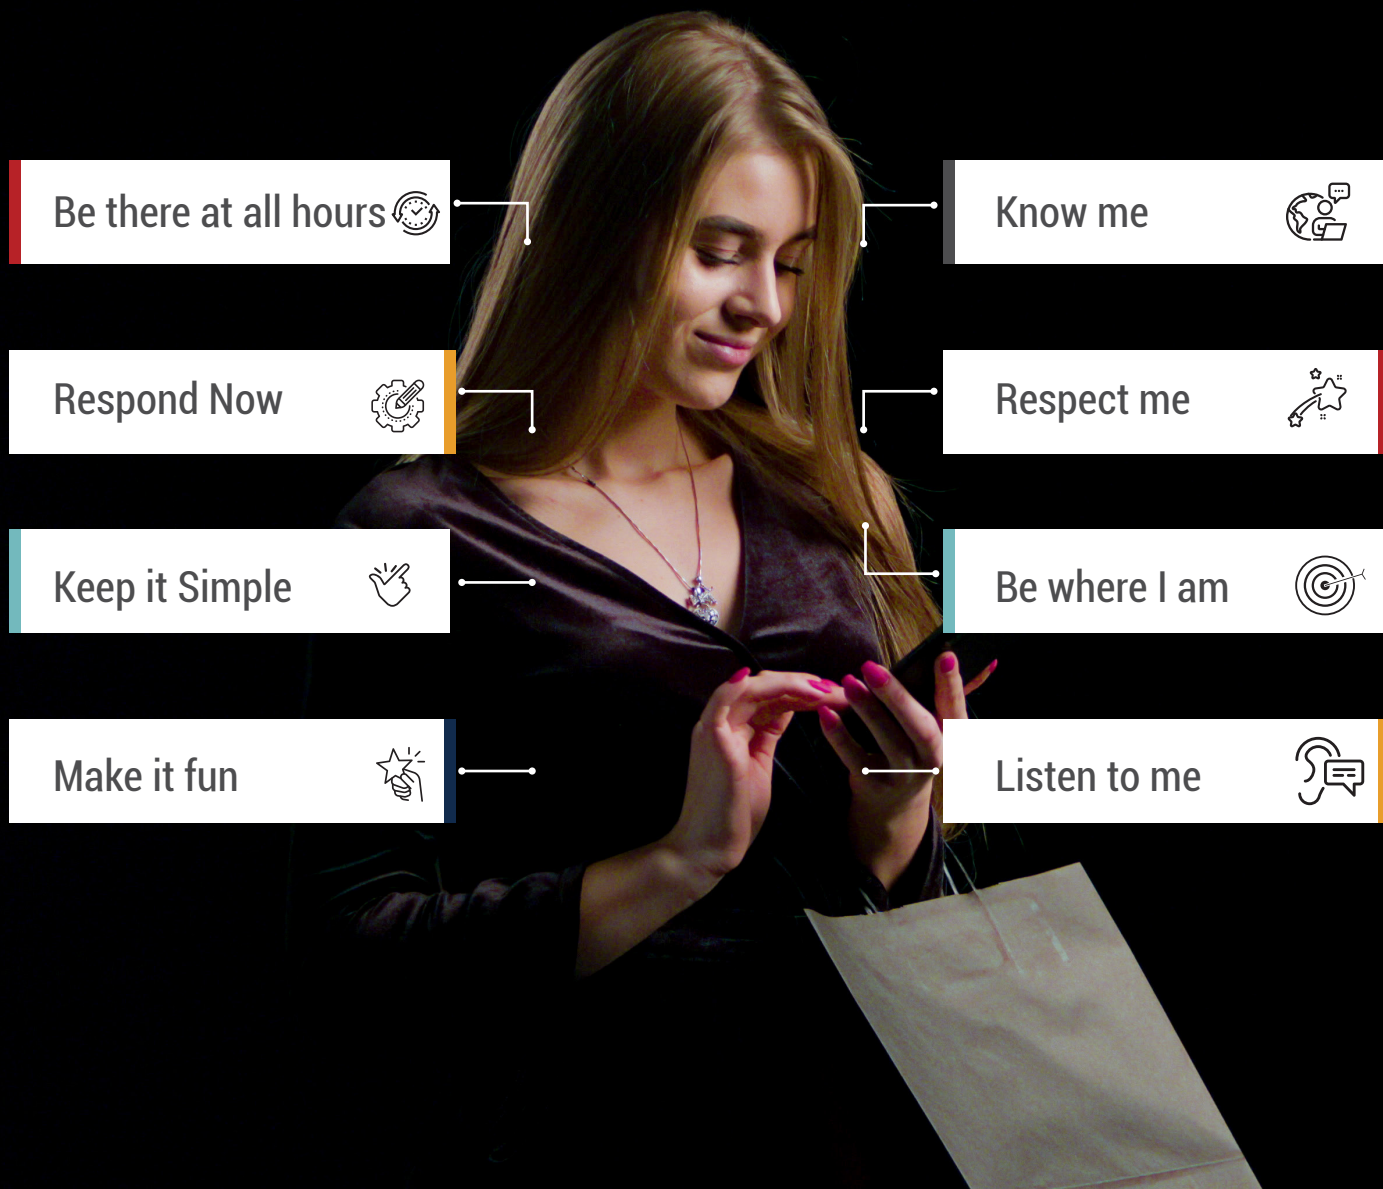 Be there at all hours
Know me
Respond Now
Respect me
Keep it Simple
Be where I am
Make it fun
Listen to me